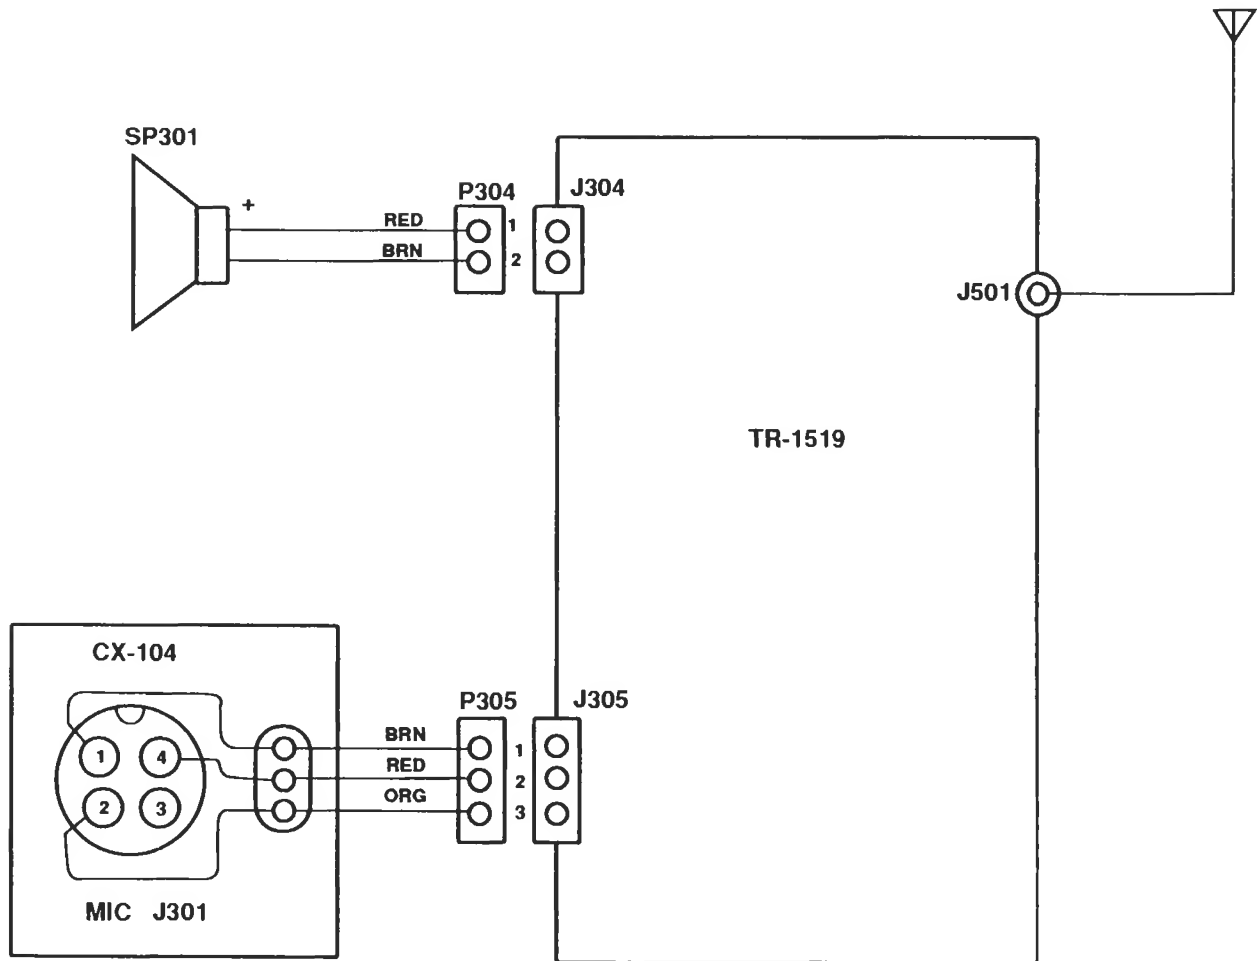 SP301
+
RED
BRN
P304
1
2
J304
J501
TR-1519
CX-104
1
4
2
3
MIC J301
BRN
RED
ORG
P305
1
2
3
J305